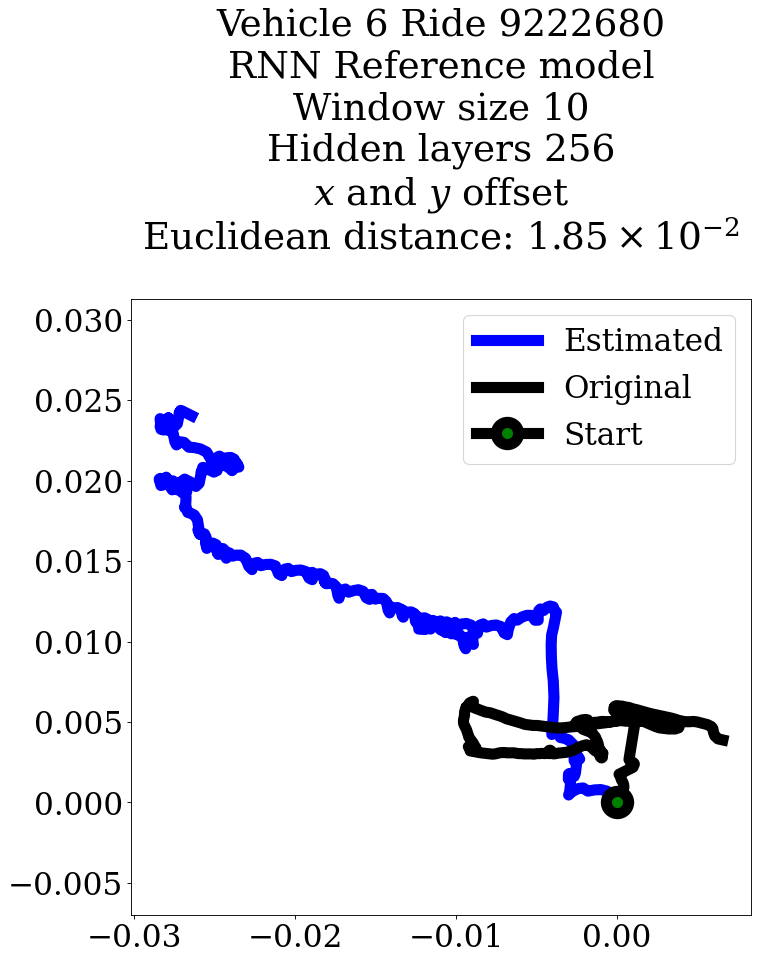 Vehicle 6 Ride 9222680
RNN Reference model
Window size 10
Hidden layers 256
x and y offset
Euclidean distance: 1.85 × 10⁻²
Estimated
Original
Start
0.030
0.025
0.020
0.015
0.010
0.005
0.000
−0.005
−0.03 −0.02 −0.01 0.00